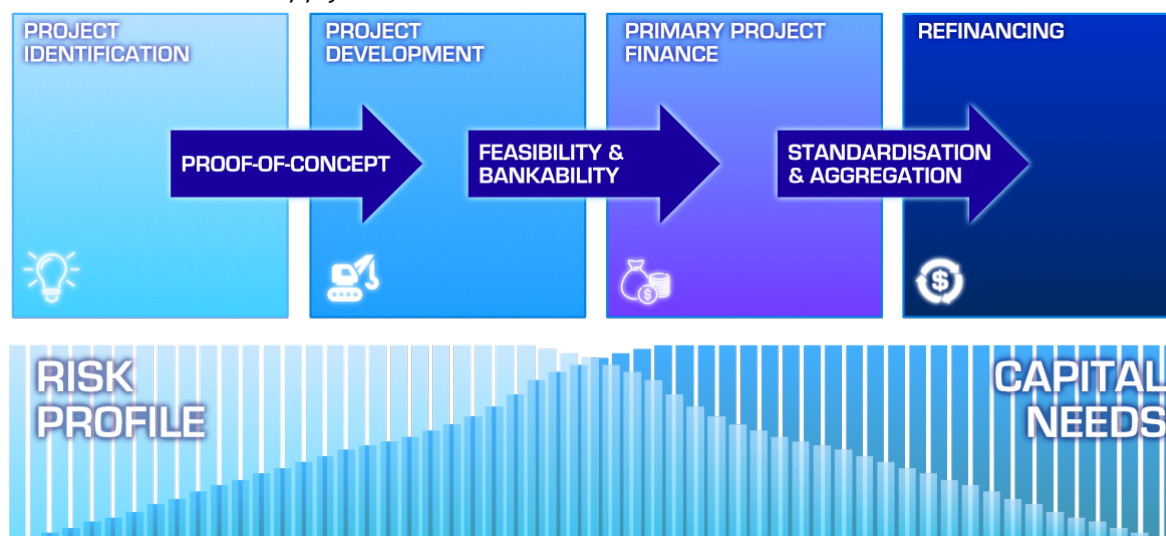 PROJECT
IDENTIFICATION
PROJECT
DEVELOPMENT
PRIMARY PROJECT
FINANCE
REFINANCING
PROOF-OF-CONCEPT
FEASIBILITY &
BANKABILITY
STANDARDISATION
& AGGREGATION
$
$
RISK
PROFILE
CAPITAL
NEEDS